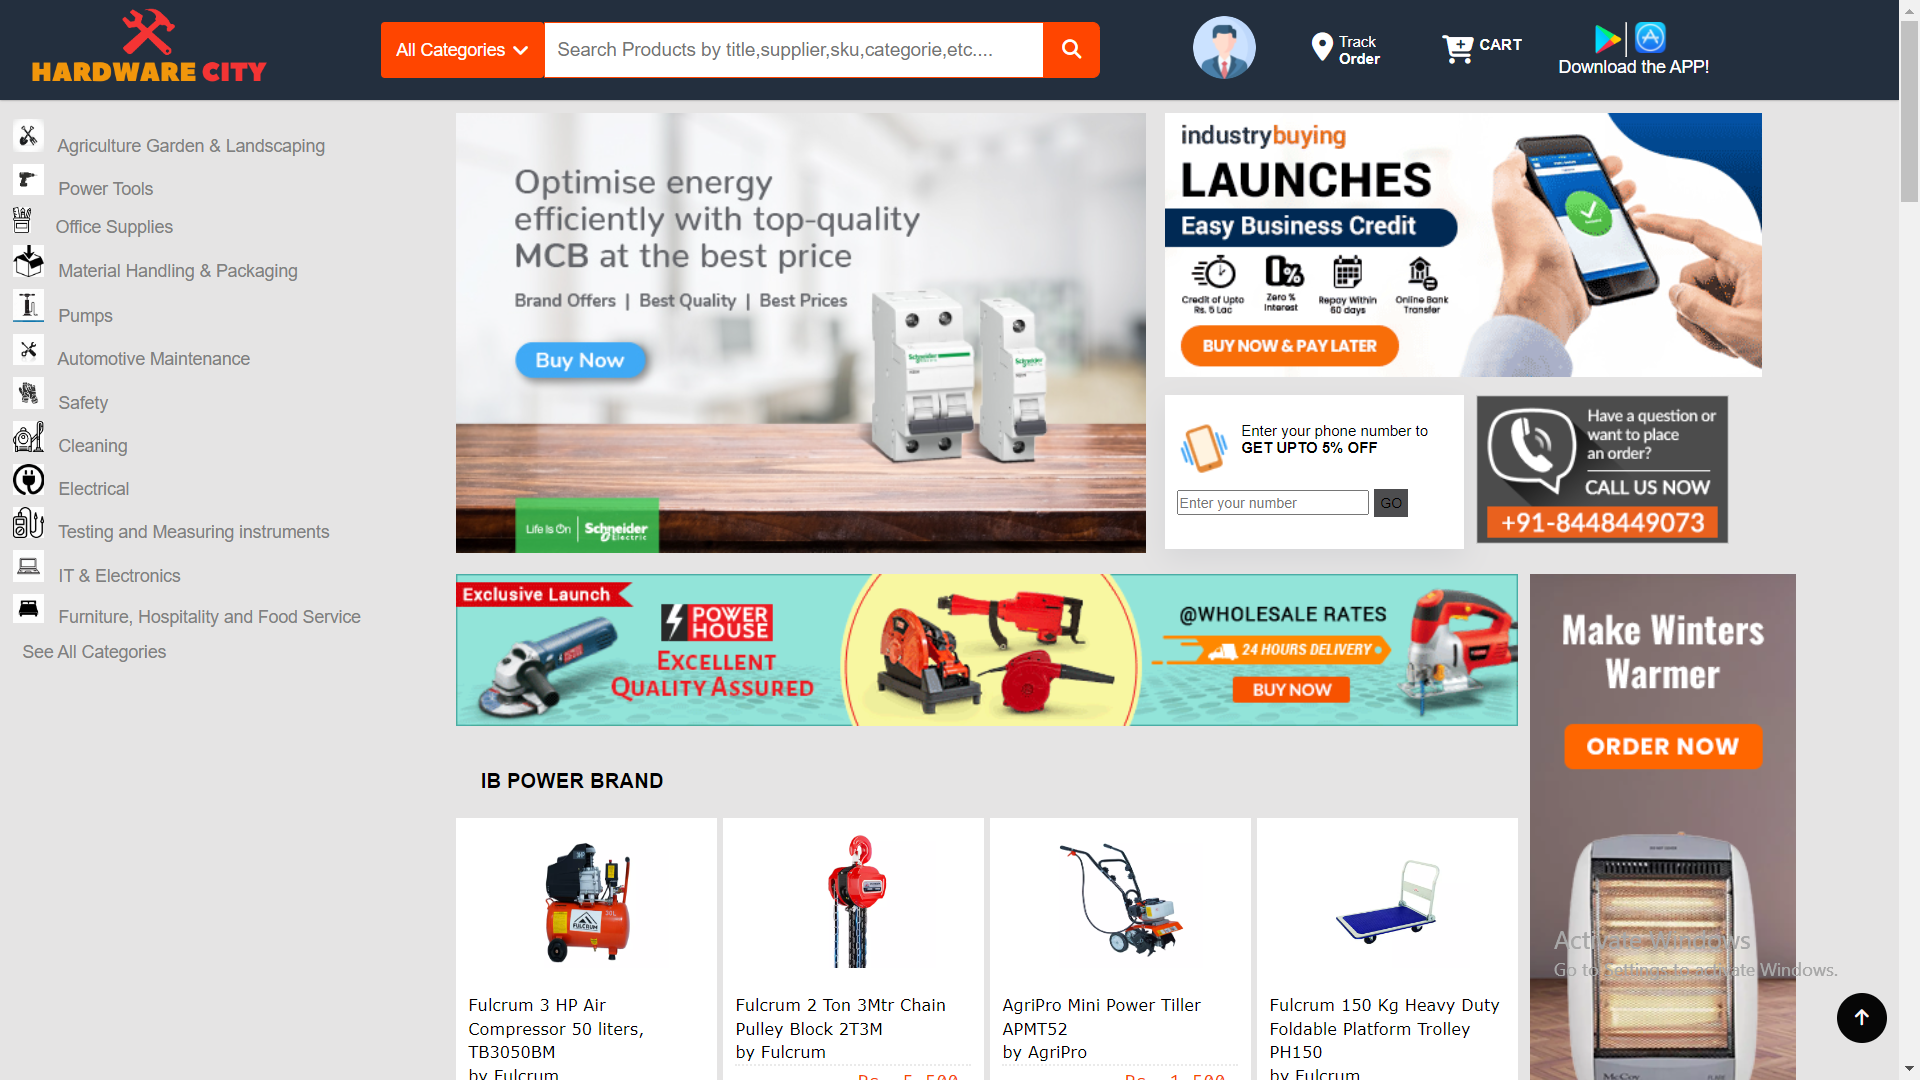 HARDWARE CITY
All Categories
Search Products by title,supplier,sku,categorie,etc....
Track
Order
CART
Download the APP!
Agriculture Garden & Landscaping
Power Tools
Office Supplies
Material Handling & Packaging
Pumps
Automotive Maintenance
Safety
Cleaning
Electrical
Testing and Measuring instruments
IT & Electronics
Furniture, Hospitality and Food Service
See All Categories
Optimise energy
efficiently with top-quality
MCB at the best price
Brand Offers | Best Quality | Best Prices
Buy Now
Life Is On | Schneider
Electric
industrybuying
LAUNCHES
Easy Business Credit
Credit of Upto
Rs. 5 Lac
Zero %
Interest
Repay Within
60 days
Online Bank
Transfer
BUY NOW & PAY LATER
Enter your phone number to
GET UPTO 5% OFF
Enter your number
GO
Have a question or
want to place
an order?
CALL US NOW
+91-8448449073
Exclusive Launch
POWER
HOUSE
EXCELLENT
QUALITY ASSURED
@WHOLESALE RATES
24 HOURS DELIVERY
BUY NOW
Make Winters
Warmer
ORDER NOW
IB POWER BRAND
FULCRUM
Fulcrum 3 HP Air
Compressor 50 liters,
TB3050BM
by Fulcrum
Fulcrum 2 Ton 3Mtr Chain
Pulley Block 2T3M
by Fulcrum
Rs. 5,500
AgriPro Mini Power Tiller
APMT52
by AgriPro
Rs. 1,500
Fulcrum 150 Kg Heavy Duty
Foldable Platform Trolley
PH150
by Fulcrum
McCoy
Activate Windows
Go to Settings to activate Windows.